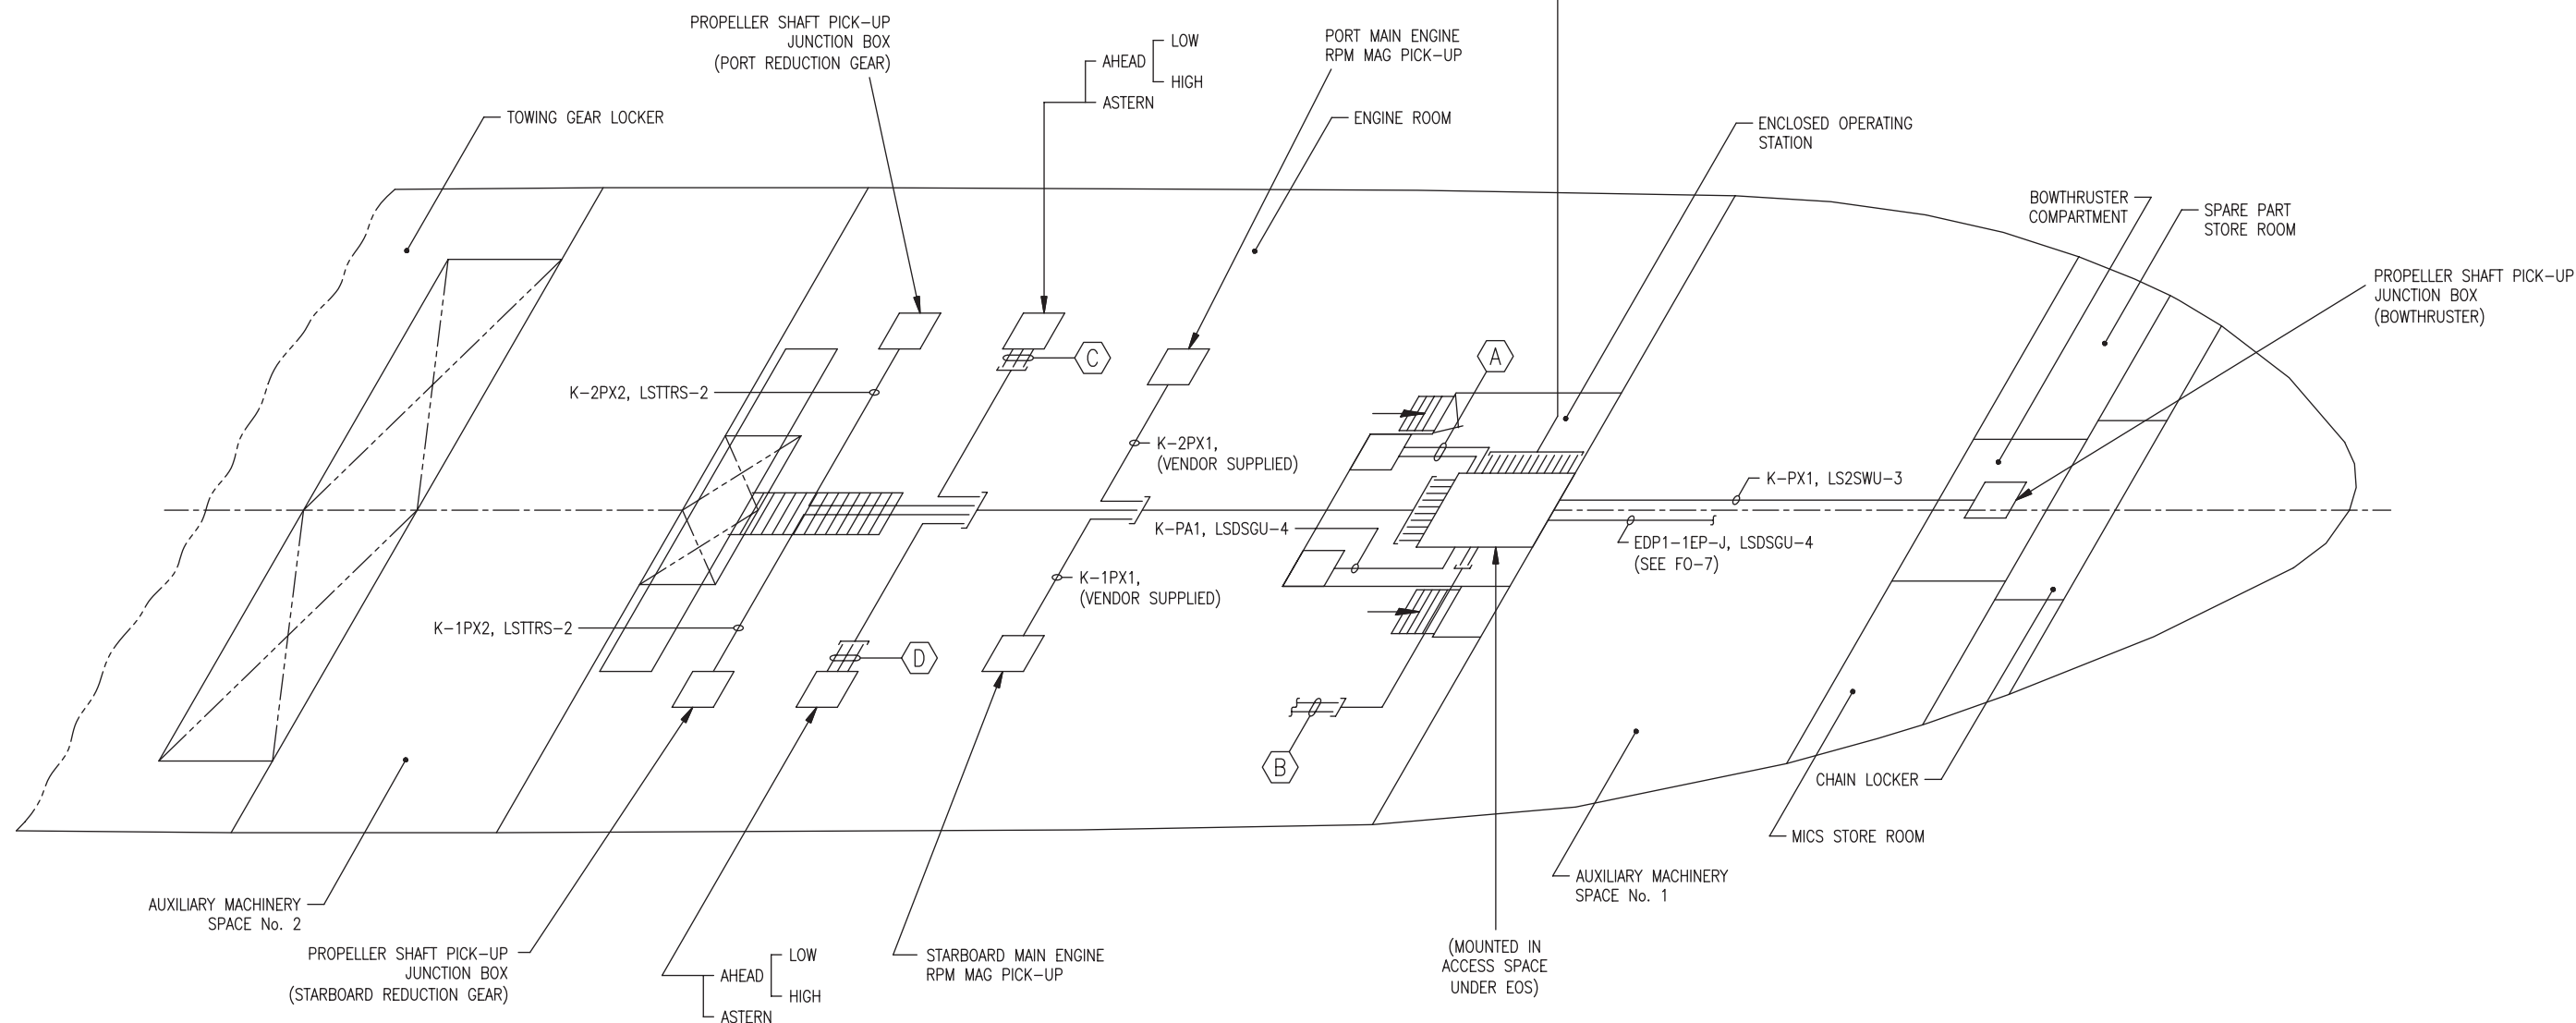 PROPELLER SHAFT PICK-UP
JUNCTION BOX
(PORT REDUCTION GEAR)
AHEAD
LOW
HIGH
ASTERN
PORT MAIN ENGINE
RPM MAG PICK-UP
TOWING GEAR LOCKER
ENGINE ROOM
ENCLOSED OPERATING
STATION
BOWTHRUSTER
COMPARTMENT
SPARE PART
STORE ROOM
PROPELLER SHAFT PICK-UP
JUNCTION BOX
(BOWTHRUSTER)
C
A
K-2PX2, LSTTRS-2
K-2PX1,
(VENDOR SUPPLIED)
K-PX1, LS2SWU-3
K-PA1, LSDSGU-4
EDP1-1EP-J, LSDSGU-4
(SEE FO-7)
K-1PX1,
(VENDOR SUPPLIED)
K-1PX2, LSTTRS-2
D
B
CHAIN LOCKER
MICS STORE ROOM
AUXILIARY MACHINERY
SPACE No. 1
AUXILIARY MACHINERY
SPACE No. 2
PROPELLER SHAFT PICK-UP
JUNCTION BOX
(STARBOARD REDUCTION GEAR)
AHEAD
LOW
HIGH
ASTERN
STARBOARD MAIN ENGINE
RPM MAG PICK-UP
(MOUNTED IN
ACCESS SPACE
UNDER EOS)